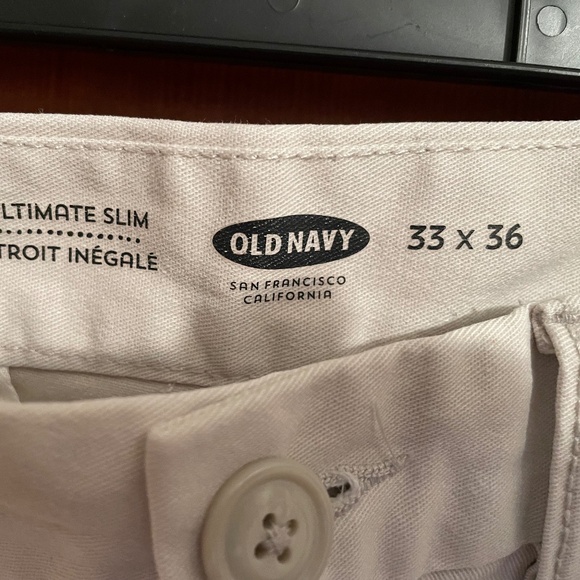 LTIMATE SLIM
TROIT INÉGALÉ
OLD NAVY
SAN FRANCISCO
CALIFORNIA
33 x 36